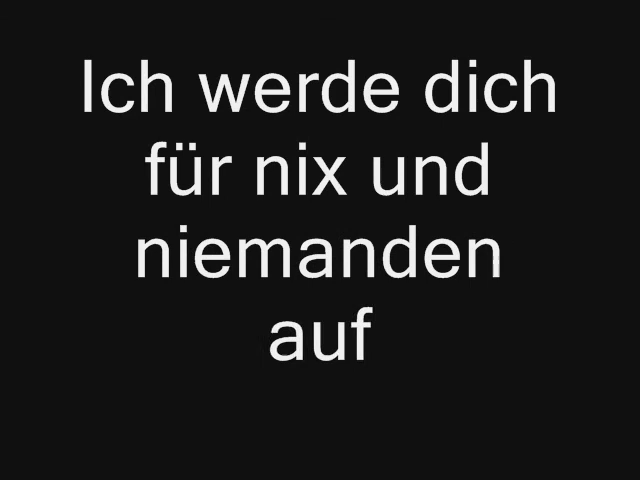 Ich werde dich
für nix und
niemanden
auf